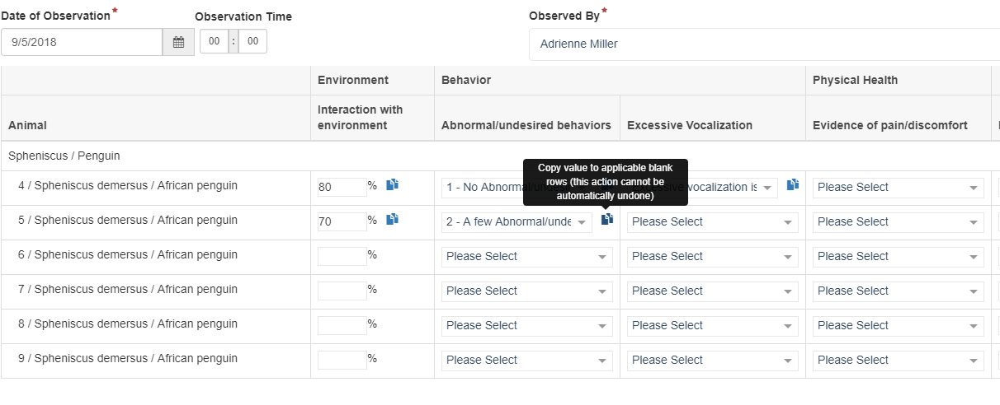 Date of Observation*
Observation Time
Observed By*
9/5/2018
00 : 00
Adrienne Miller
Environment
Behavior
Physical Health
Animal
Interaction with
environment
Abnormal/undesired behaviors
Excessive Vocalization
Evidence of pain/discomfort
Spheniscus / Penguin
Copy value to applicable blank
rows (this action cannot be
automatically undone)
4 / Spheniscus demersus / African penguin
80 %
1 - No Abnormal/undesi
Excessive vocalization is
Please Select
5 / Spheniscus demersus / African penguin
70 %
2 - A few Abnormal/unde
Please Select
Please Select
6 / Spheniscus demersus / African penguin
%
Please Select
Please Select
Please Select
7 / Spheniscus demersus / African penguin
%
Please Select
Please Select
Please Select
8 / Spheniscus demersus / African penguin
%
Please Select
Please Select
Please Select
9 / Spheniscus demersus / African penguin
%
Please Select
Please Select
Please Select